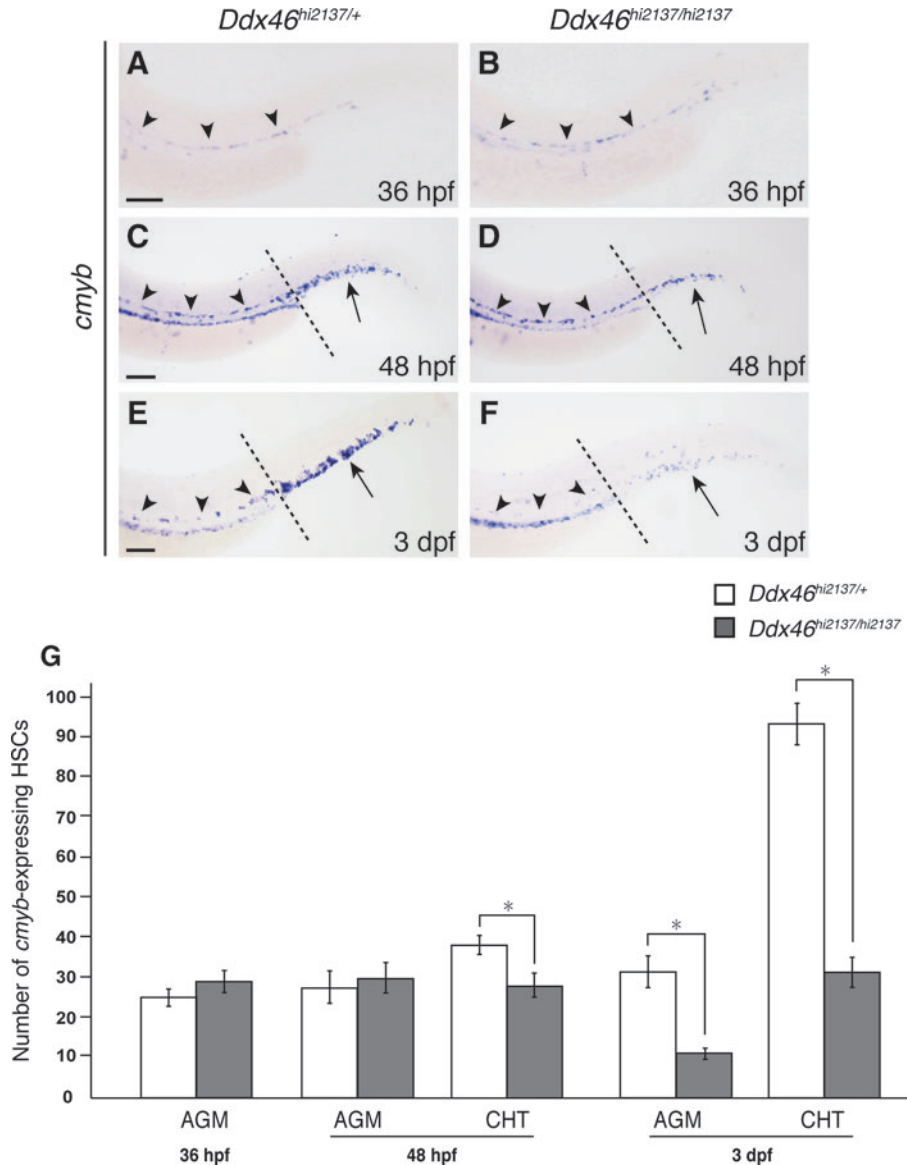 Ddx46hi2137/+ Ddx46hi2137/hi2137
A B
36 hpf 36 hpf
cmyb
C D
48 hpf 48 hpf
E F
3 dpf 3 dpf
Ddx46hi2137/+
Ddx46hi2137/hi2137
G
Number of cmyb-expressing HSCs
100
90
80
70
60
50
40
30
20
10
0
* * *
AGM AGM CHT AGM CHT
36 hpf 48 hpf 3 dpf